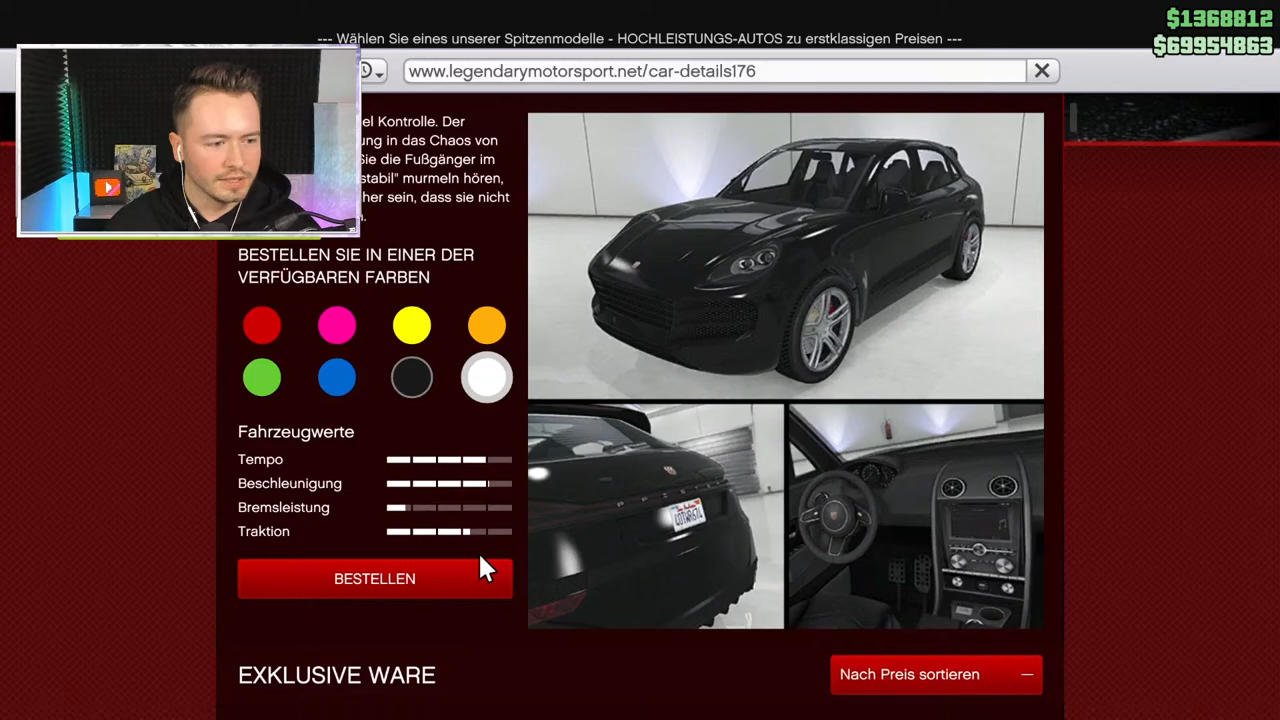 $1368812
$69954863
--- Wählen Sie eines unserer Spitzenmodelle - HOCHLEISTUNGS-AUTOS zu erstklassigen Preisen ---
www.legendarymotorsport.net/car-details176
el Kontrolle. Der
ung in das Chaos von
Sie die Fußgänger im
stabil" murmeln hören,
her sein, dass sie nicht
BESTELLEN SIE IN EINER DER
VERFÜGBAREN FARBEN
Fahrzeugwerte
Tempo
Beschleunigung
Bremsleistung
Traktion
BESTELLEN
EXKLUSIVE WARE
Nach Preis sortieren